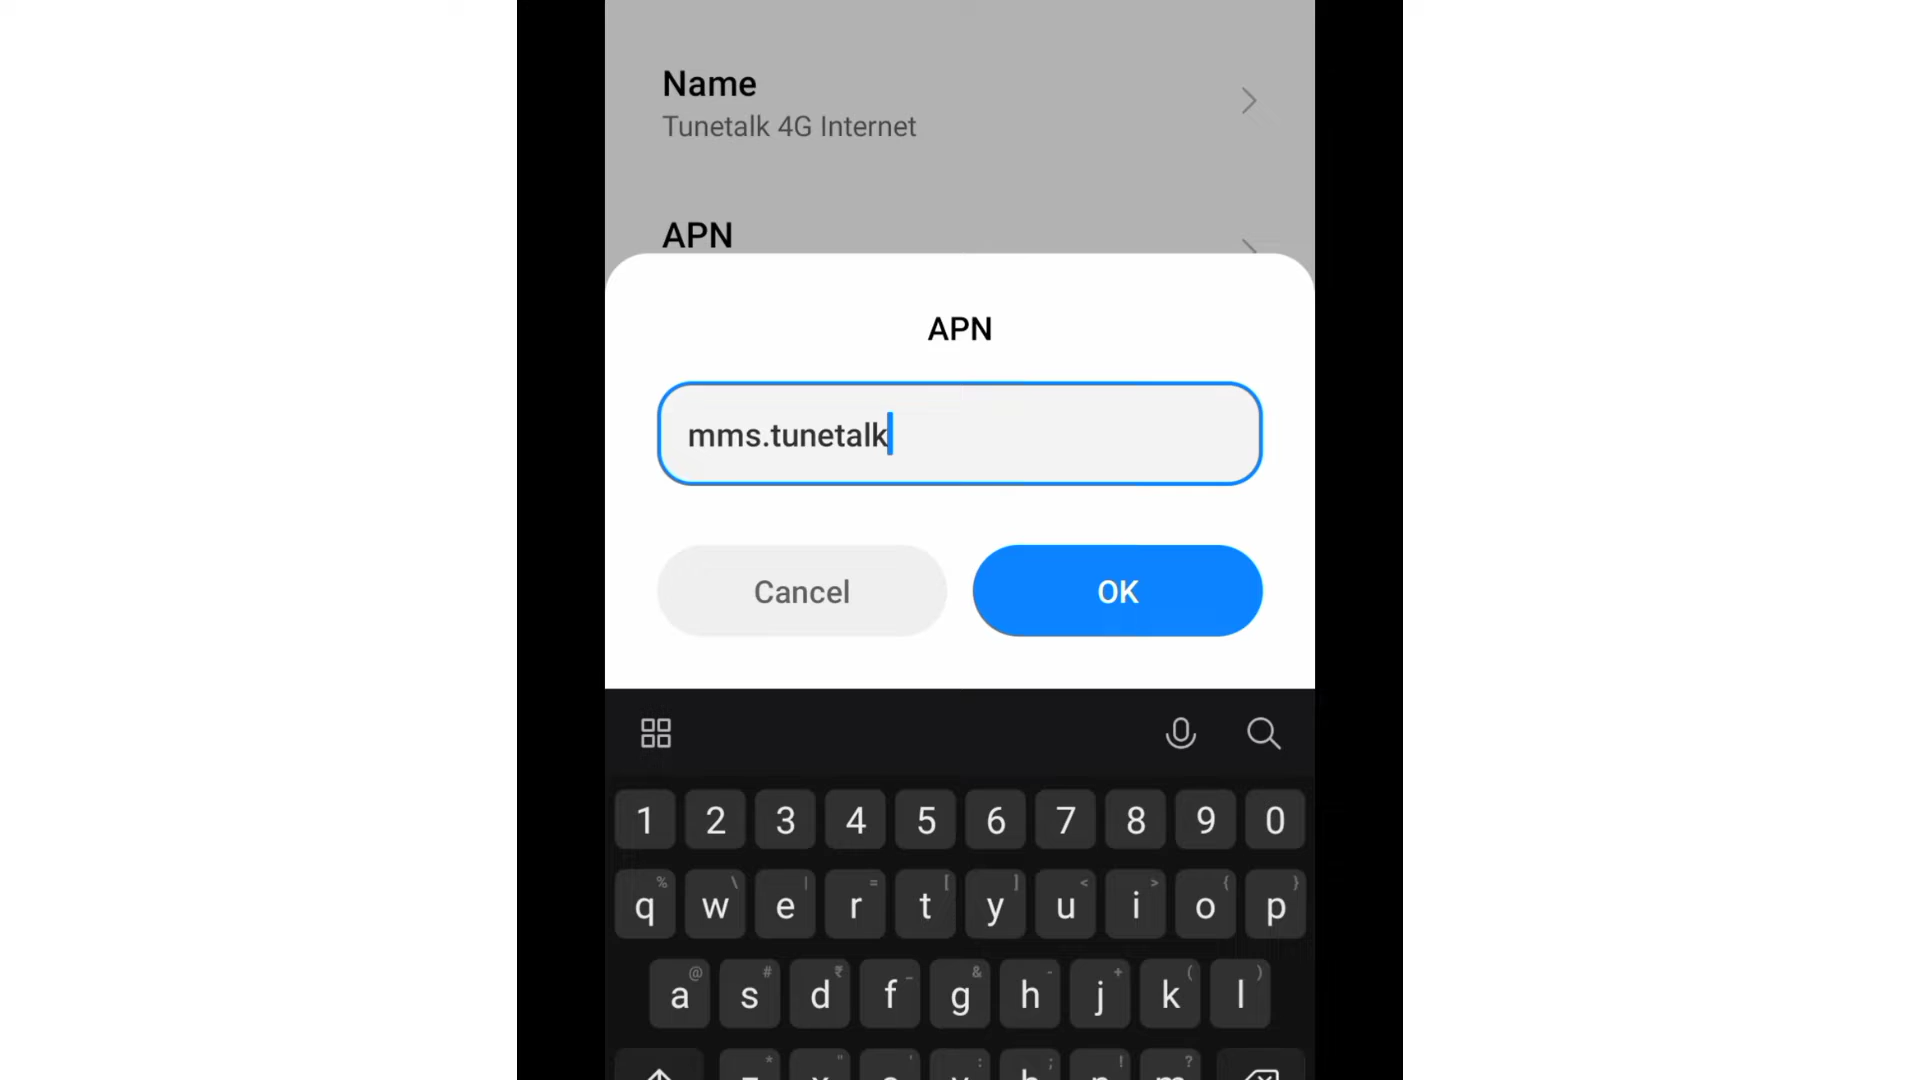 Name
Tunetalk 4G Internet
APN
APN
mms.tunetalk
Cancel
OK
1 2 3 4 5 6 7 8 9 0
% \ | = [ ] < > { }
q w e r t y u i o p
@ # ₹ _ & - + ( )
a s d f g h j k l
* " ' : ; ! ?